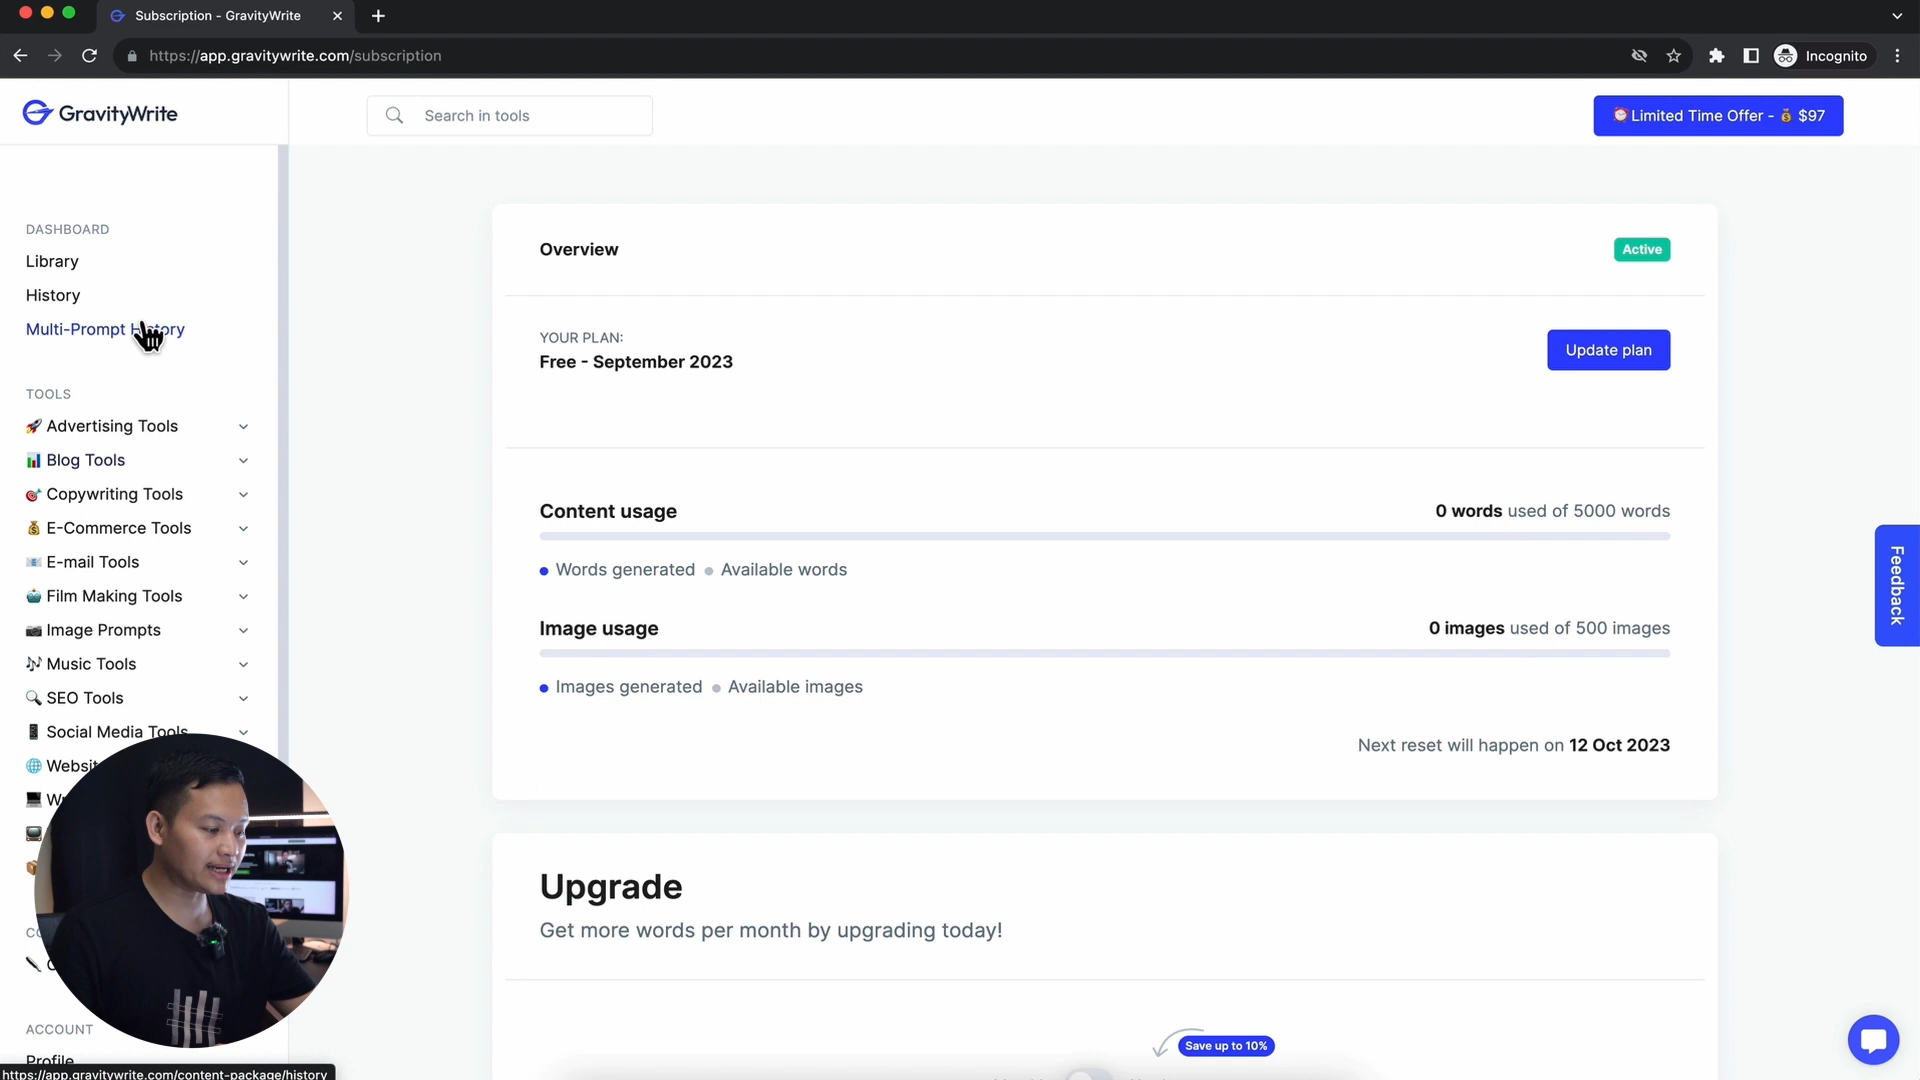 Subscription - GravityWrite
https://app.gravitywrite.com/subscription
Incognito
GravityWrite
Search in tools
Limited Time Offer - $97
DASHBOARD
Library
History
Multi-Prompt History
TOOLS
Advertising Tools
Blog Tools
Copywriting Tools
E-Commerce Tools
E-mail Tools
Film Making Tools
Image Prompts
Music Tools
SEO Tools
Social Media Tools
ACCOUNT
Profile
https://app.gravitywrite.com/content-package/history
Overview
Active
YOUR PLAN:
Free - September 2023
Update plan
Content usage
0 words used of 5000 words
Words generated
Available words
Image usage
0 images used of 500 images
Images generated
Available images
Next reset will happen on 12 Oct 2023
Upgrade
Get more words per month by upgrading today!
Save up to 10%
Feedback